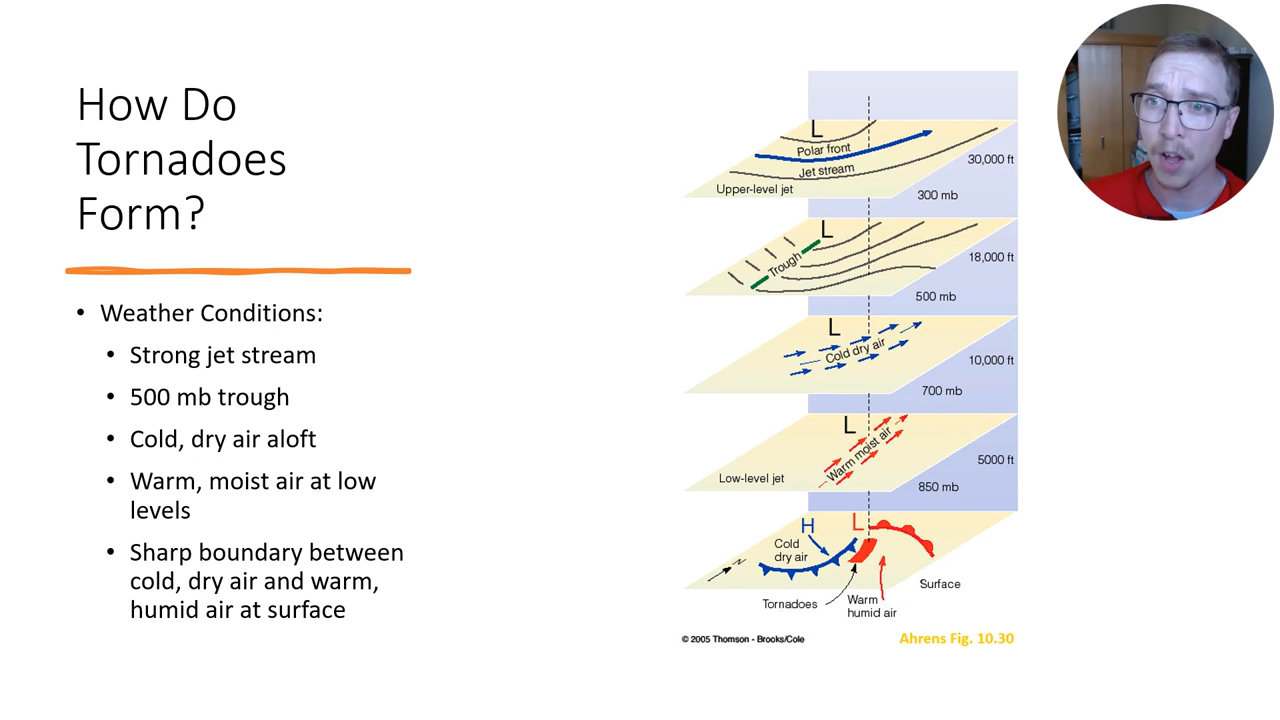 How Do
Tornadoes
Form?
• Weather Conditions:
• Strong jet stream
• 500 mb trough
• Cold, dry air aloft
• Warm, moist air at low
levels
• Sharp boundary between
cold, dry air and warm,
humid air at surface
L
Polar front
Jet stream
Upper-level jet
30,000 ft
300 mb
L
Trough
18,000 ft
500 mb
L
Cold dry air
10,000 ft
700 mb
L
Warm moist air
Low-level jet
5000 ft
850 mb
H
L
Cold
dry air
N
Surface
Tornadoes
Warm
humid air
© 2005 Thomson - Brooks/Cole
Ahrens Fig. 10.30